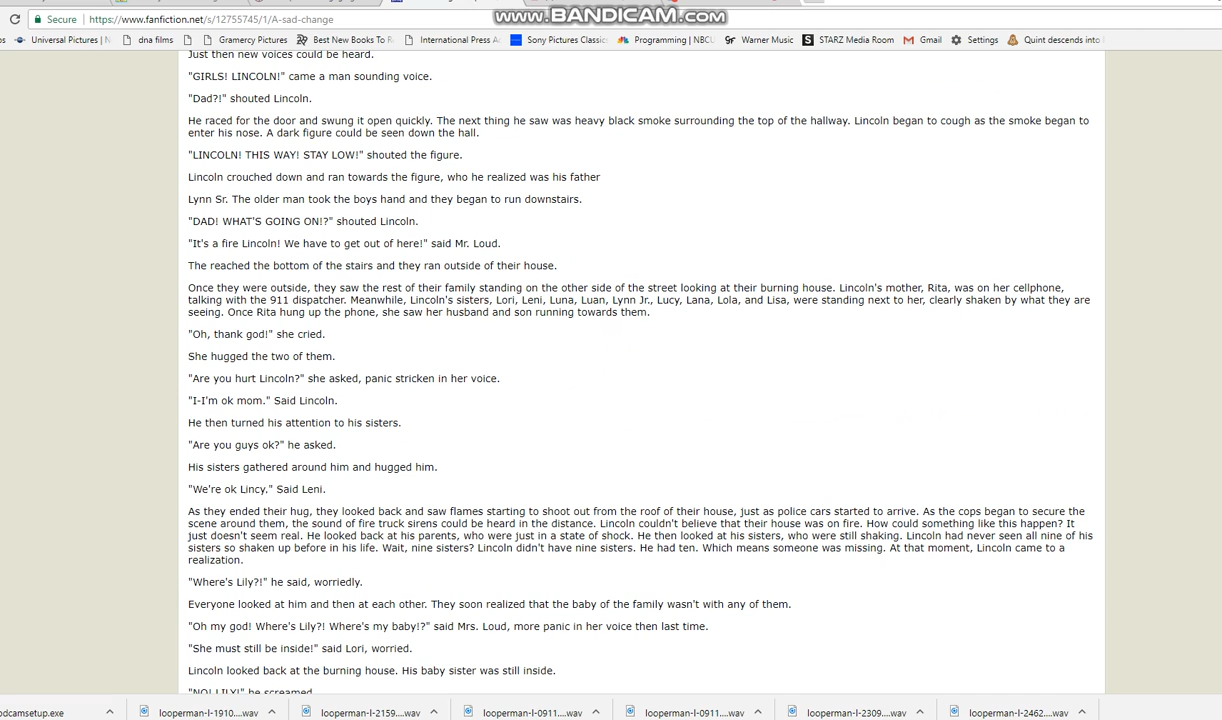 www.BANDICAM.com
Secure | https://www.fanfiction.net/s/12755745/1/A-sad-change
Universal Pictures | N dna films Gramercy Pictures Best New Books To R International Press A Sony Pictures Classic Programming | NBCU Warner Music STARZ Media Room Gmail Settings Quint descends into
Just then new voices could be heard.
"GIRLS! LINCOLN!" came a man sounding voice.
"Dad?!" shouted Lincoln.
He raced for the door and swung it open quickly. The next thing he saw was heavy black smoke surrounding the top of the hallway. Lincoln began to cough as the smoke began to
enter his nose. A dark figure could be seen down the hall.
"LINCOLN! THIS WAY! STAY LOW!" shouted the figure.
Lincoln crouched down and ran towards the figure, who he realized was his father
Lynn Sr. The older man took the boys hand and they began to run downstairs.
"DAD! WHAT'S GOING ON!?" shouted Lincoln.
"It's a fire Lincoln! We have to get out of here!" said Mr. Loud.
The reached the bottom of the stairs and they ran outside of their house.
Once they were outside, they saw the rest of their family standing on the other side of the street looking at their burning house. Lincoln's mother, Rita, was on her cellphone,
talking with the 911 dispatcher. Meanwhile, Lincoln's sisters, Lori, Leni, Luna, Luan, Lynn Jr., Lucy, Lana, Lola, and Lisa, were standing next to her, clearly shaken by what they are
seeing. Once Rita hung up the phone, she saw her husband and son running towards them.
"Oh, thank god!" she cried.
She hugged the two of them.
"Are you hurt Lincoln?" she asked, panic stricken in her voice.
"I-I'm ok mom." Said Lincoln.
He then turned his attention to his sisters.
"Are you guys ok?" he asked.
His sisters gathered around him and hugged him.
"We're ok Lincy." Said Leni.
As they ended their hug, they looked back and saw flames starting to shoot out from the roof of their house, just as police cars started to arrive. As the cops began to secure the
scene around them, the sound of fire truck sirens could be heard in the distance. Lincoln couldn't believe that their house was on fire. How could something like this happen? It
just doesn't seem real. He looked back at his parents, who were just in a state of shock. He then looked at his sisters, who were still shaking. Lincoln had never seen all nine of his
sisters so shaken up before in his life. Wait, nine sisters? Lincoln didn't have nine sisters. He had ten. Which means someone was missing. At that moment, Lincoln came to a
realization.
"Where's Lily?!" he said, worriedly.
Everyone looked at him and then at each other. They soon realized that the baby of the family wasn't with any of them.
"Oh my god! Where's Lily?! Where's my baby!?" said Mrs. Loud, more panic in her voice then last time.
"She must still be inside!" said Lori, worried.
Lincoln looked back at the burning house. His baby sister was still inside.
"NO! LILY!" he screamed.
odcamsetup.exe looperman-l-1910....wav looperman-l-2159....wav looperman-l-0911....wav looperman-l-0911....wav looperman-l-2309....wav looperman-l-2462....wav